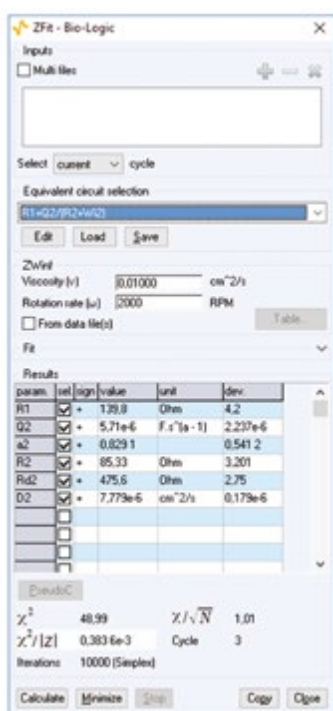 ZFit - Bio-Logic
Inputs
Multi files
Select current cycle
Equivalent circuit selection
R1+Q2/(R2+Winf2)
Edit Load Save
ZWinf
Viscosity (ν) 0,01000 cm^2/s
Rotation rate (ω) 2000 RPM
From data file(s) Table...
Fit
Results
param. sel. sign value unit dev.
R1 + 139,8 Ohm 4,2
Q2 + 5,71e-6 F.s^(a - 1) 2,237e-6
a2 + 0,829 1 0,541 2
R2 + 85,33 Ohm 3,201
Rd2 + 475,6 Ohm 2,75
D2 + 7,779e-6 cm^2/s 0,179e-6
PseudoC
χ² 48,99 χ/√N 1,01
χ²/|Z| 0,383 6e-3 Cycle 3
Iterations 10000 (Simplex)
Calculate Minimize Stop Copy Close